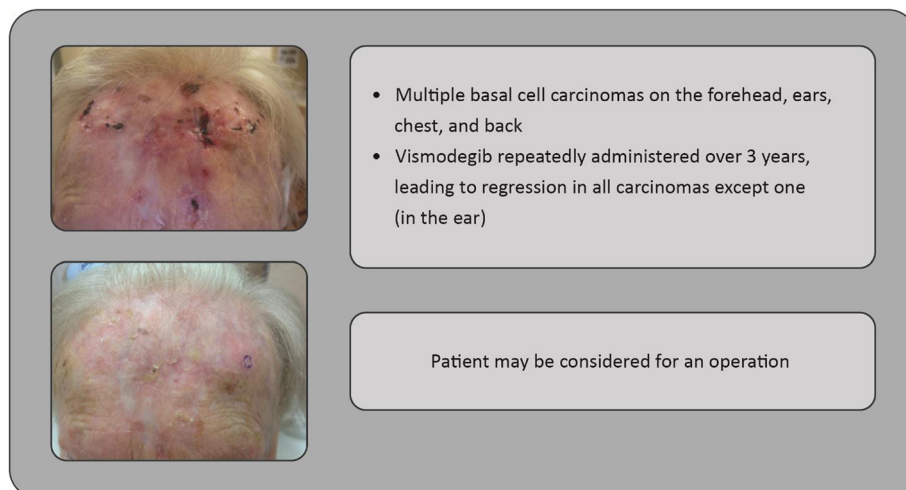 • Multiple basal cell carcinomas on the forehead, ears,
chest, and back
• Vismodegib repeatedly administered over 3 years,
leading to regression in all carcinomas except one
(in the ear)
Patient may be considered for an operation